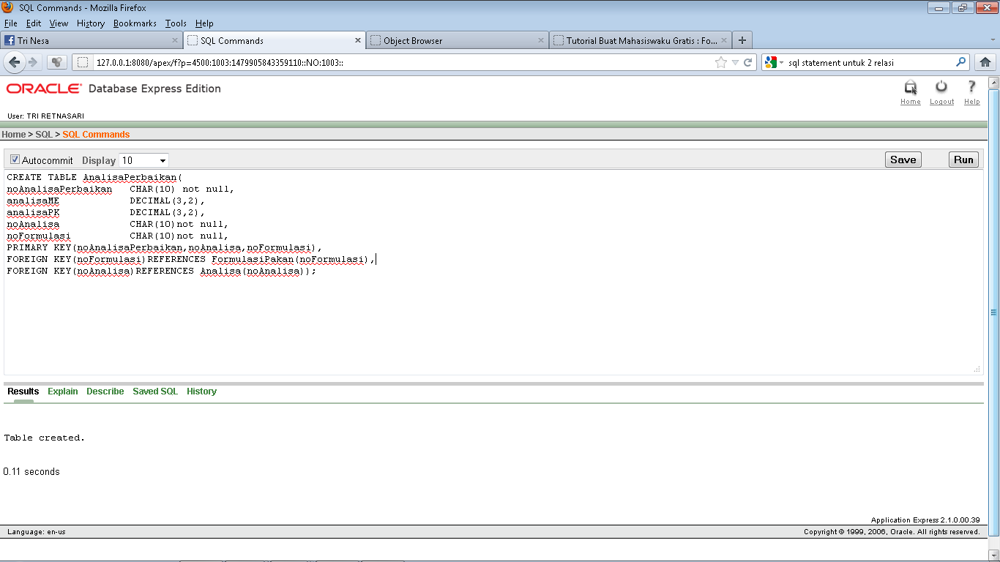 SQL Commands - Mozilla Firefox
File Edit View History Bookmarks Tools Help
Tri Nesa SQL Commands Object Browser Tutorial Buat Mahasiswaku Gratis : Fo...
127.0.0.1:8080/apex/f?p=4500:1003:1479905843359110::NO:1003:: sql statement untuk 2 relasi
ORACLE Database Express Edition
Home Logout Help
User: TRI RETNASARI
Home > SQL > SQL Commands
Autocommit Display 10 Save Run
CREATE TABLE AnalisaPerbaikan(
noAnalisaPerbaikan CHAR(10) not null,
analisaME DECIMAL(3,2),
analisaPK DECIMAL(3,2),
noAnalisa CHAR(10)not null,
noFormulasi CHAR(10)not null,
PRIMARY KEY(noAnalisaPerbaikan,noAnalisa,noFormulasi),
FOREIGN KEY(noFormulasi)REFERENCES FormulasiPakan(noFormulasi),
FOREIGN KEY(noAnalisa)REFERENCES Analisa(noAnalisa));
Results Explain Describe Saved SQL History
Table created.
0.11 seconds
Application Express 2.1.0.00.39
Language: en-us Copyright © 1999, 2006, Oracle. All rights reserved.